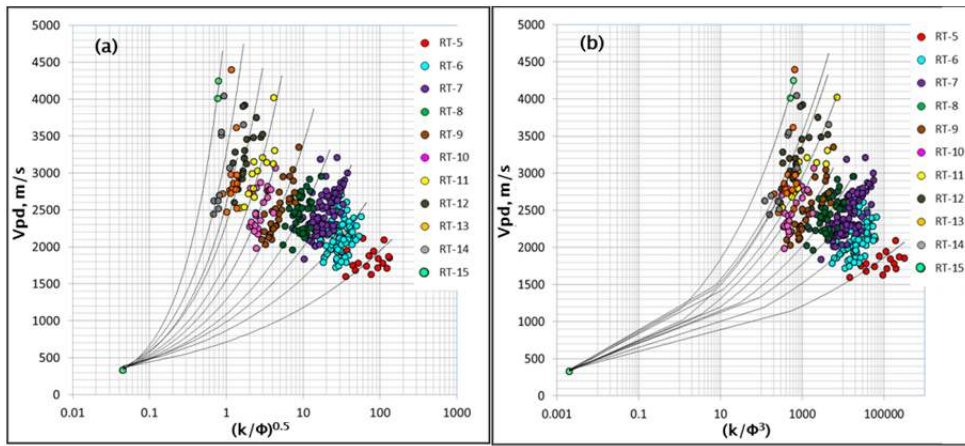 (a)
5000
4500
4000
3500
3000
2500
2000
1500
1000
500
0
Vpd, m/s
0.01
0.1
1
10
100
1000
(k/Φ)⁰·⁵
RT-5
RT-6
RT-7
RT-8
RT-9
RT-10
RT-11
RT-12
RT-13
RT-14
RT-15
(b)
5000
4500
4000
3500
3000
2500
2000
1500
1000
500
0
Vpd, m/s
0.001
0.1
10
1000
100000
(k/Φ³)
RT-5
RT-6
RT-7
RT-8
RT-9
RT-10
RT-11
RT-12
RT-13
RT-14
RT-15